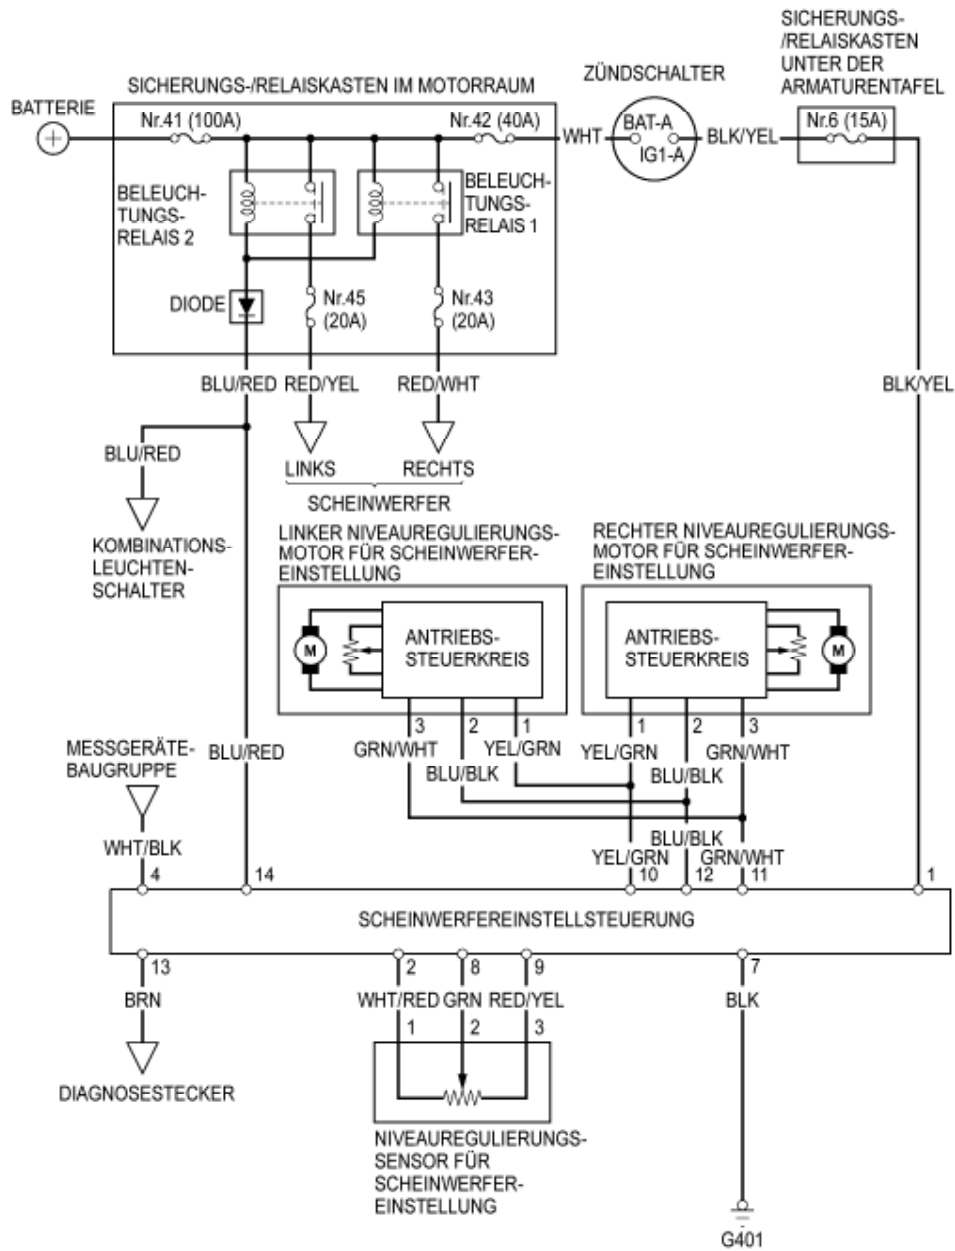 SICHERUNGS-
/RELAISKASTEN
UNTER DER
ARMATURENTAFEL
ZÜNDSCHALTER
SICHERUNGS-/RELAISKASTEN IM MOTORRAUM
BATTERIE
Nr.41 (100A)
Nr.42 (40A)
WHT
BAT-A
IG1-A
BLK/YEL
Nr.6 (15A)
BELEUCH-
TUNGS-
RELAIS 2
BELEUCH-
TUNGS-
RELAIS 1
DIODE
Nr.45
(20A)
Nr.43
(20A)
BLU/RED
RED/YEL
RED/WHT
BLK/YEL
BLU/RED
LINKS
RECHTS
SCHEINWERFER
KOMBINATIONS-
LEUCHTEN-
SCHALTER
LINKER NIVEAUREGULIERUNGS-
MOTOR FÜR SCHEINWERFER-
EINSTELLUNG
RECHTER NIVEAUREGULIERUNGS-
MOTOR FÜR SCHEINWERFER-
EINSTELLUNG
M
ANTRIEBS-
STEUERKREIS
ANTRIEBS-
STEUERKREIS
M
3
2
1
1
2
3
MESSGERÄTE-
BAUGRUPPE
BLU/RED
GRN/WHT
YEL/GRN
YEL/GRN
GRN/WHT
BLU/BLK
BLU/BLK
BLU/BLK
WHT/BLK
YEL/GRN
GRN/WHT
4
14
10
12
11
1
SCHEINWERFEREINSTELLSTEUERUNG
13
2
8
9
7
BRN
WHT/RED
GRN
RED/YEL
BLK
1
2
3
DIAGNOSESTECKER
NIVEAUREGULIERUNGS-
SENSOR FÜR
SCHEINWERFER-
EINSTELLUNG
G401